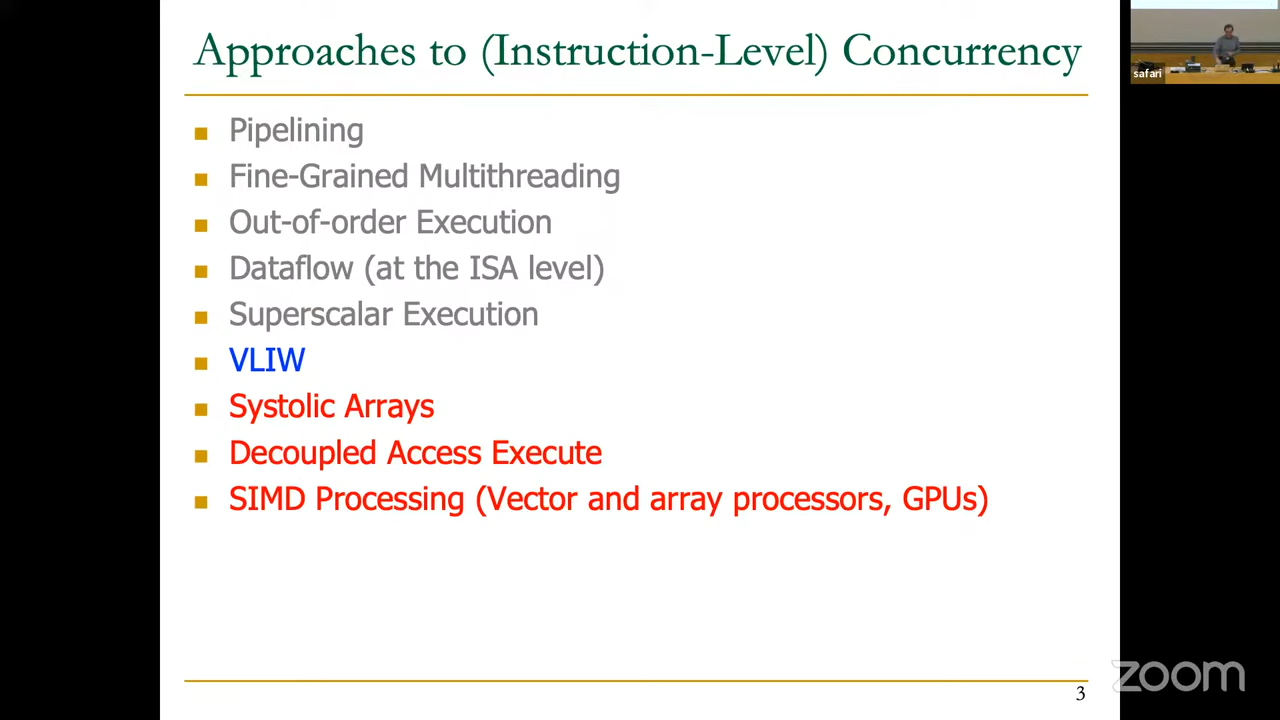 Approaches to (Instruction-Level) Concurrency
Pipelining
Fine-Grained Multithreading
Out-of-order Execution
Dataflow (at the ISA level)
Superscalar Execution
VLIW
Systolic Arrays
Decoupled Access Execute
SIMD Processing (Vector and array processors, GPUs)
3
safari
zoom